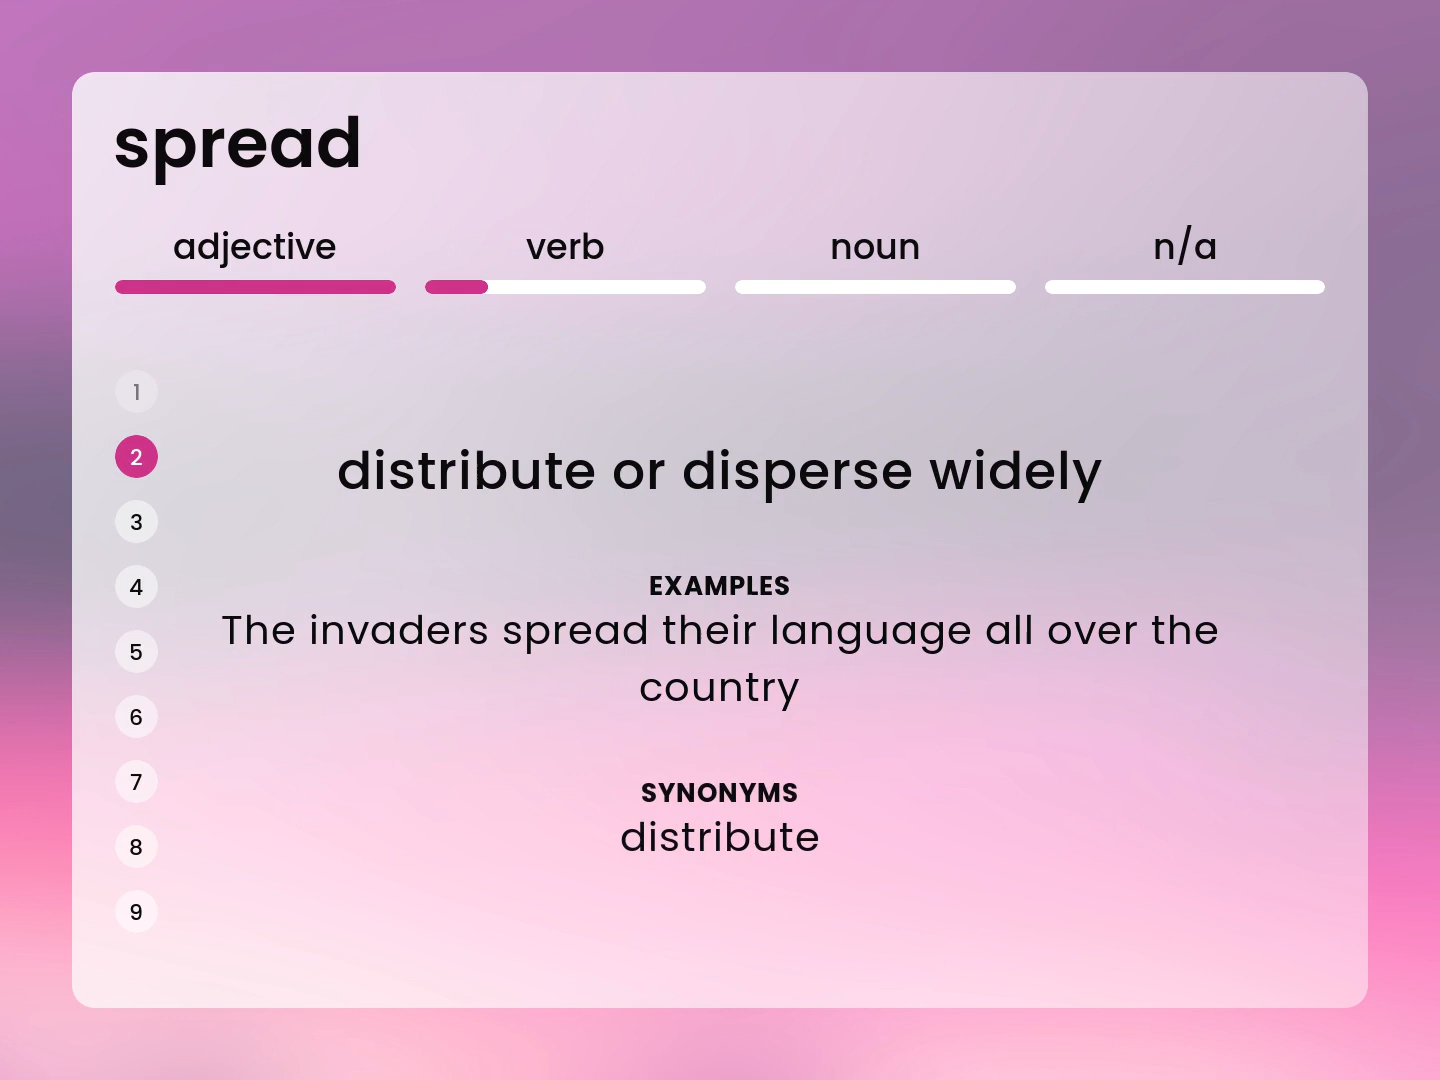 spread
adjective
verb
noun
n/a
1
2
3
4
5
6
7
8
9
distribute or disperse widely
EXAMPLES
The invaders spread their language all over the
country
SYNONYMS
distribute